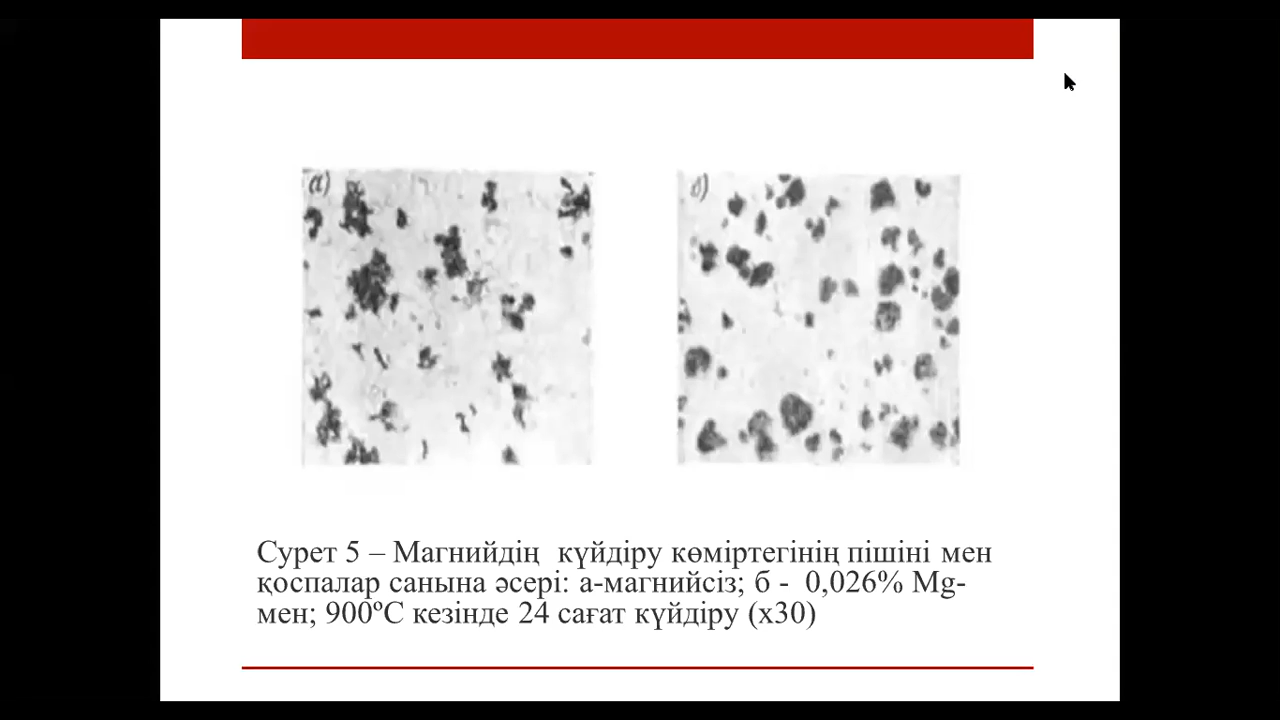 а) б)
Сурет 5 – Магнийдің күйдіру көміртегінің пішіні мен
қоспалар санына әсері: а-магнийсіз; б - 0,026% Mg-
мен; 900ºС кезінде 24 сағат күйдіру (х30)